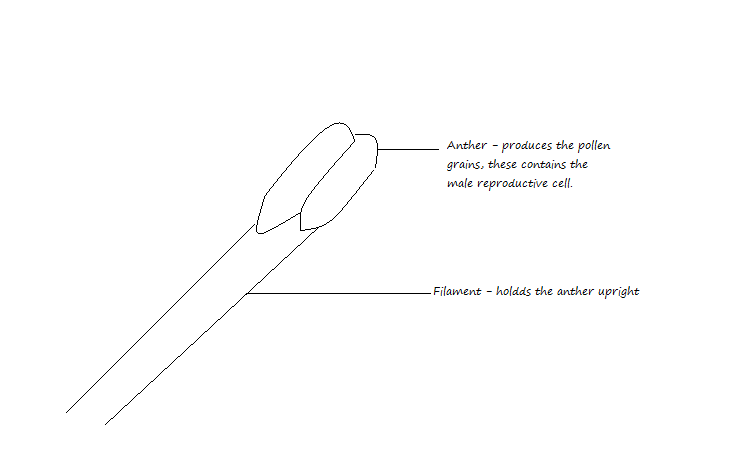 Anther - produces the pollen
grains, these contains the
male reproductive cell.
Filament - holdds the anther upright